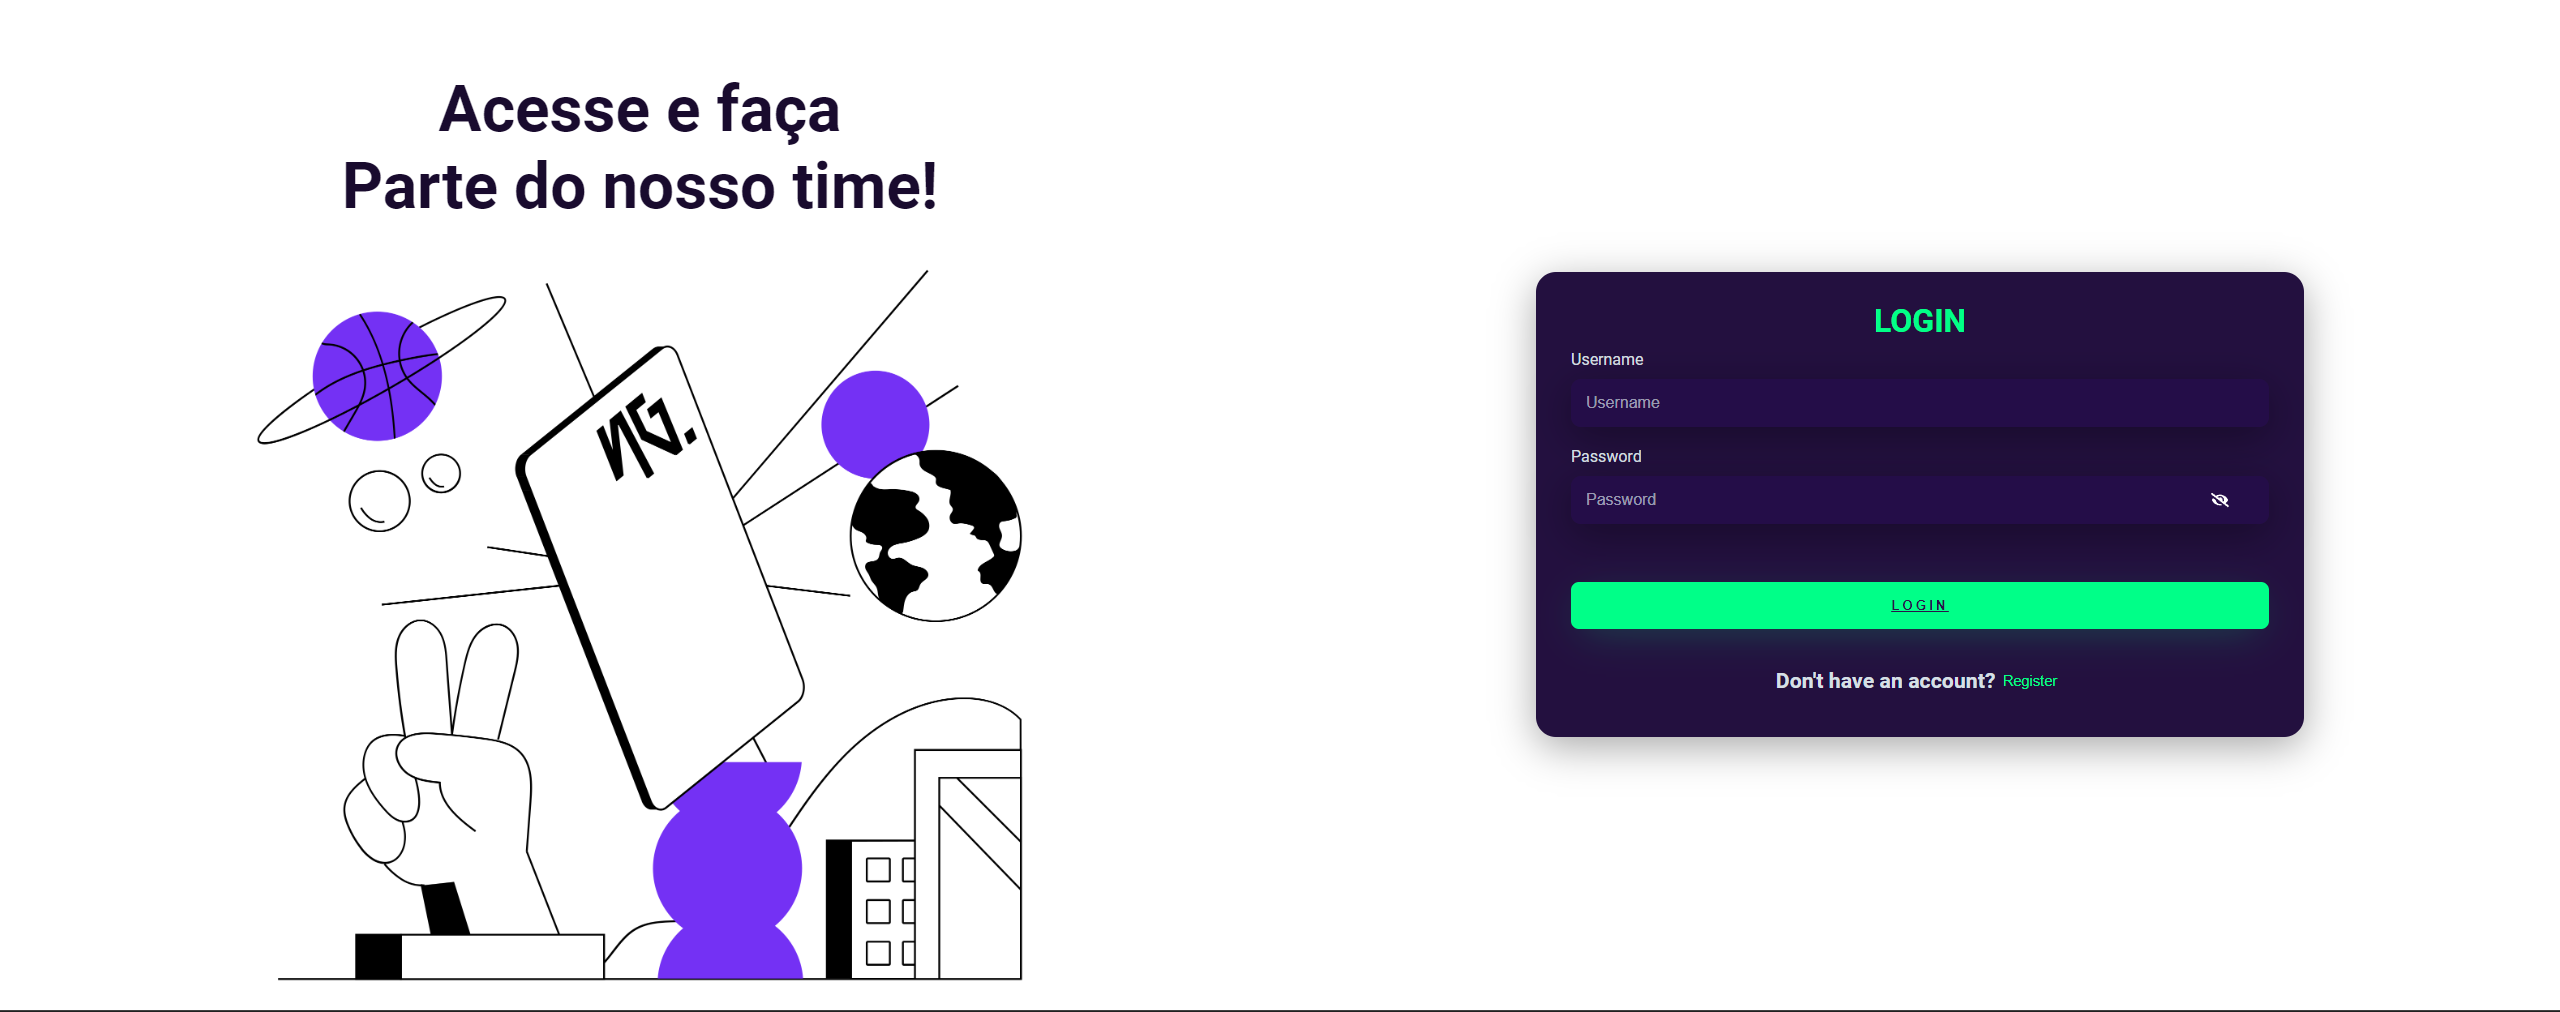 Acesse e faça
Parte do nosso time!
NG.
LOGIN
Username
Username
Password
Password
LOGIN
Don't have an account? Register